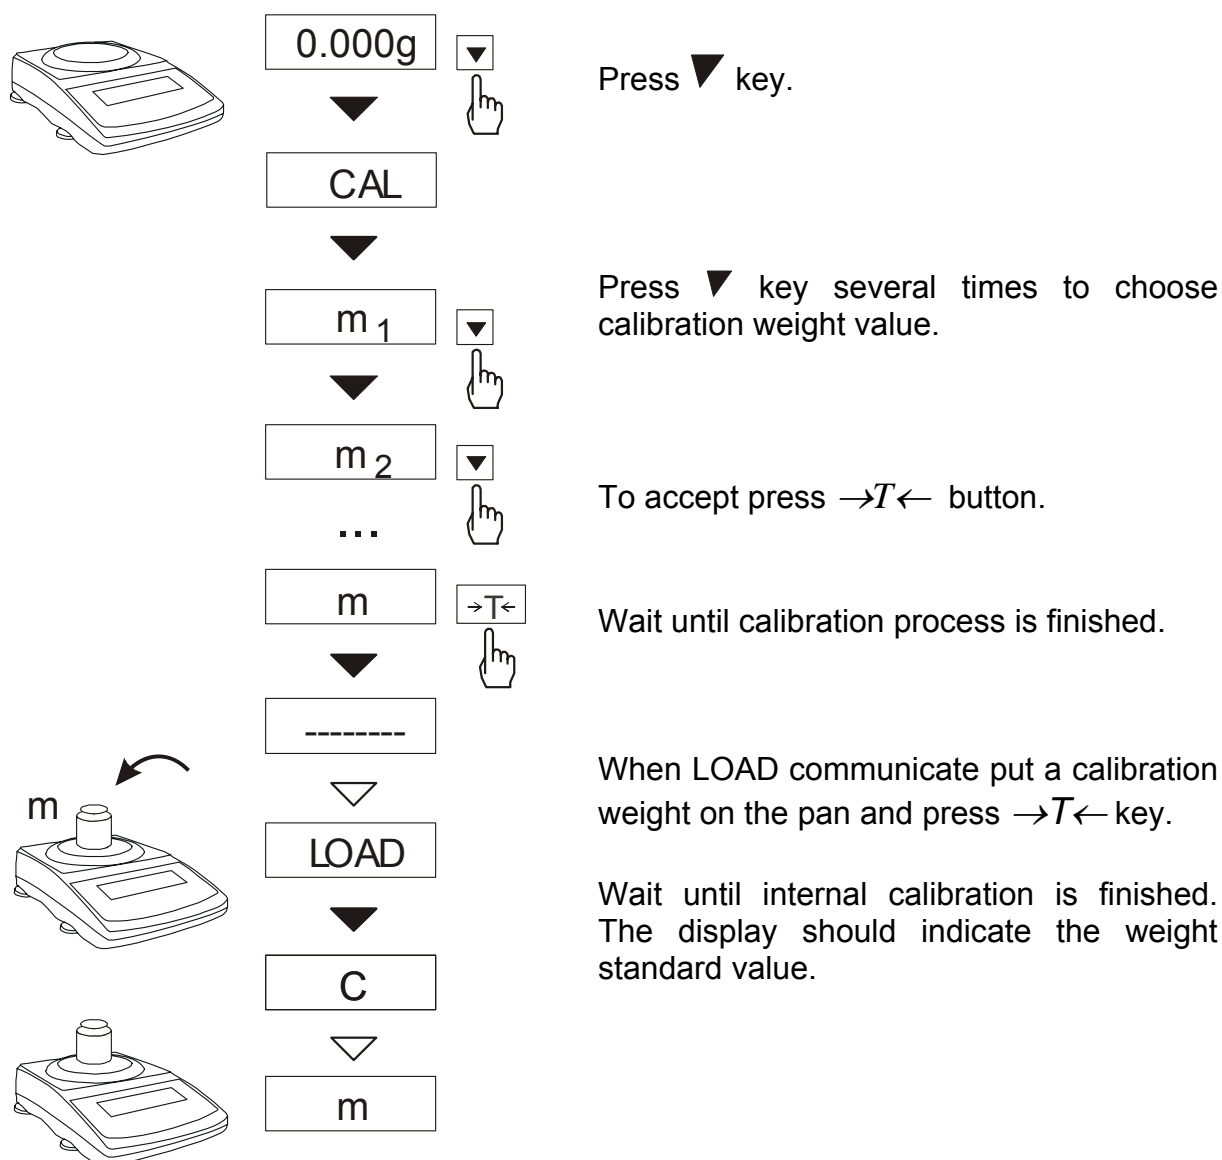 0.000g
Press ▼ key.
CAL
m 1
Press ▼ key several times to choose
calibration weight value.
m 2
To accept press →T← button.
...
m
→T←
Wait until calibration process is finished.
--------
m
When LOAD communicate put a calibration
weight on the pan and press →T← key.
LOAD
Wait until internal calibration is finished.
The display should indicate the weight
standard value.
C
m